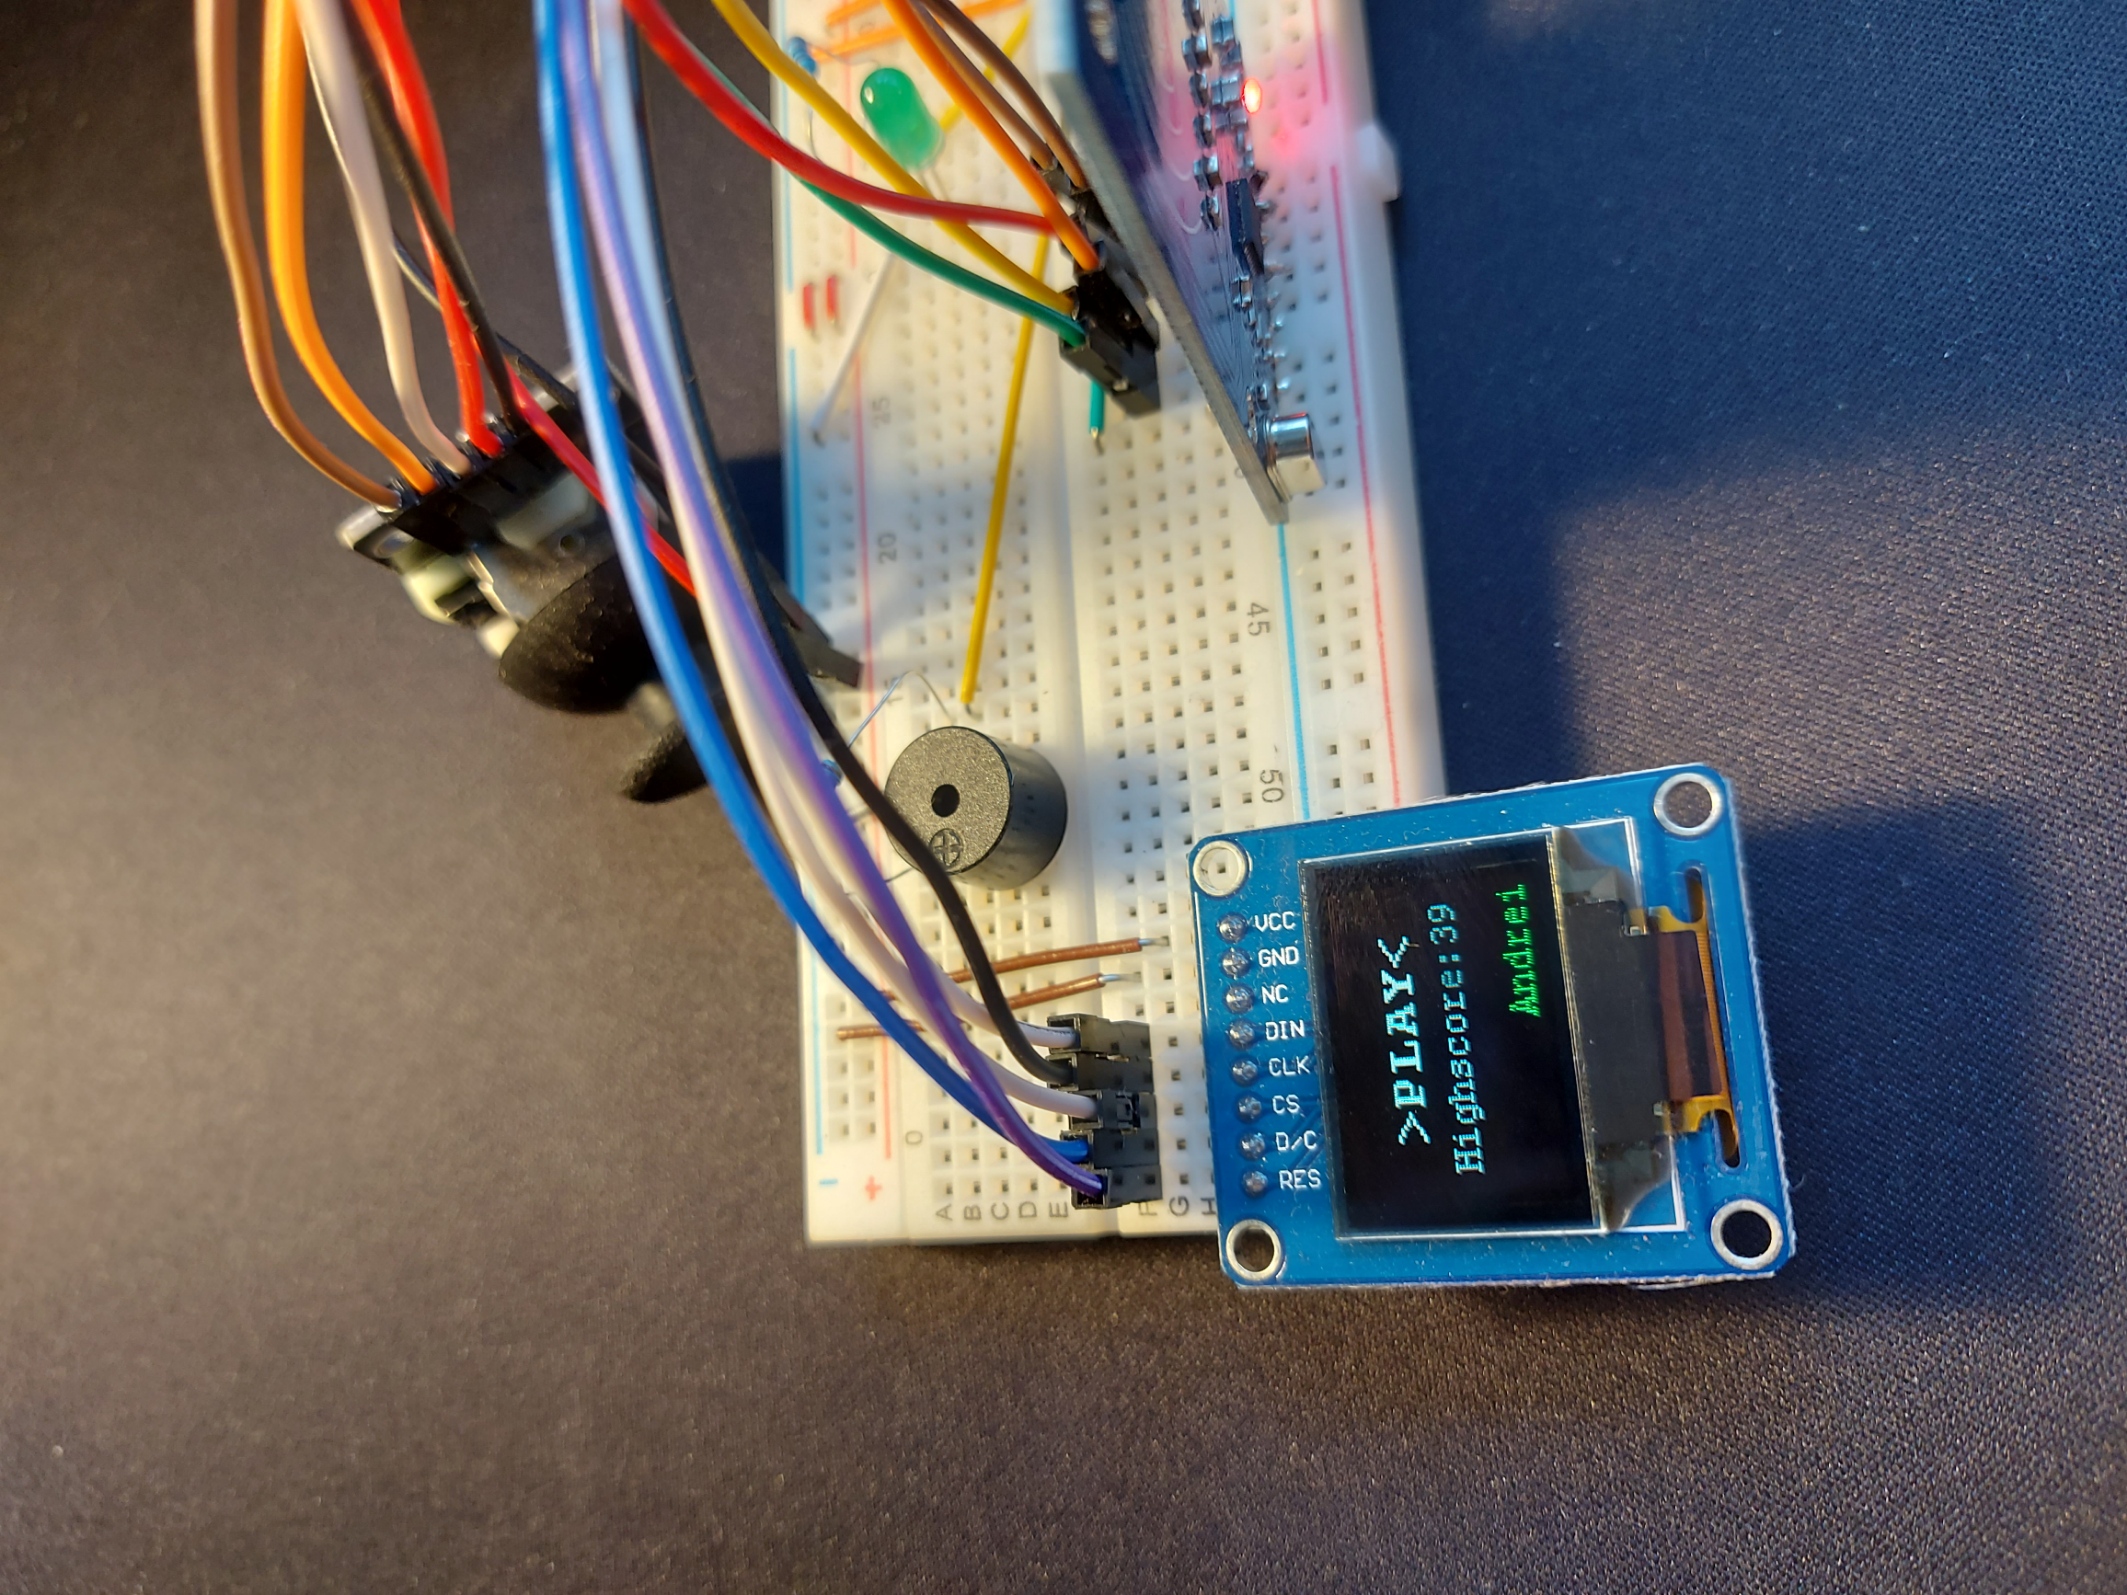 0 15 20 25
A
B
C
D
E
F
G
H
50 45
RES D/C CS CLK DIN NC GND VCC
>PLAY<
Highscore:39
Andrei